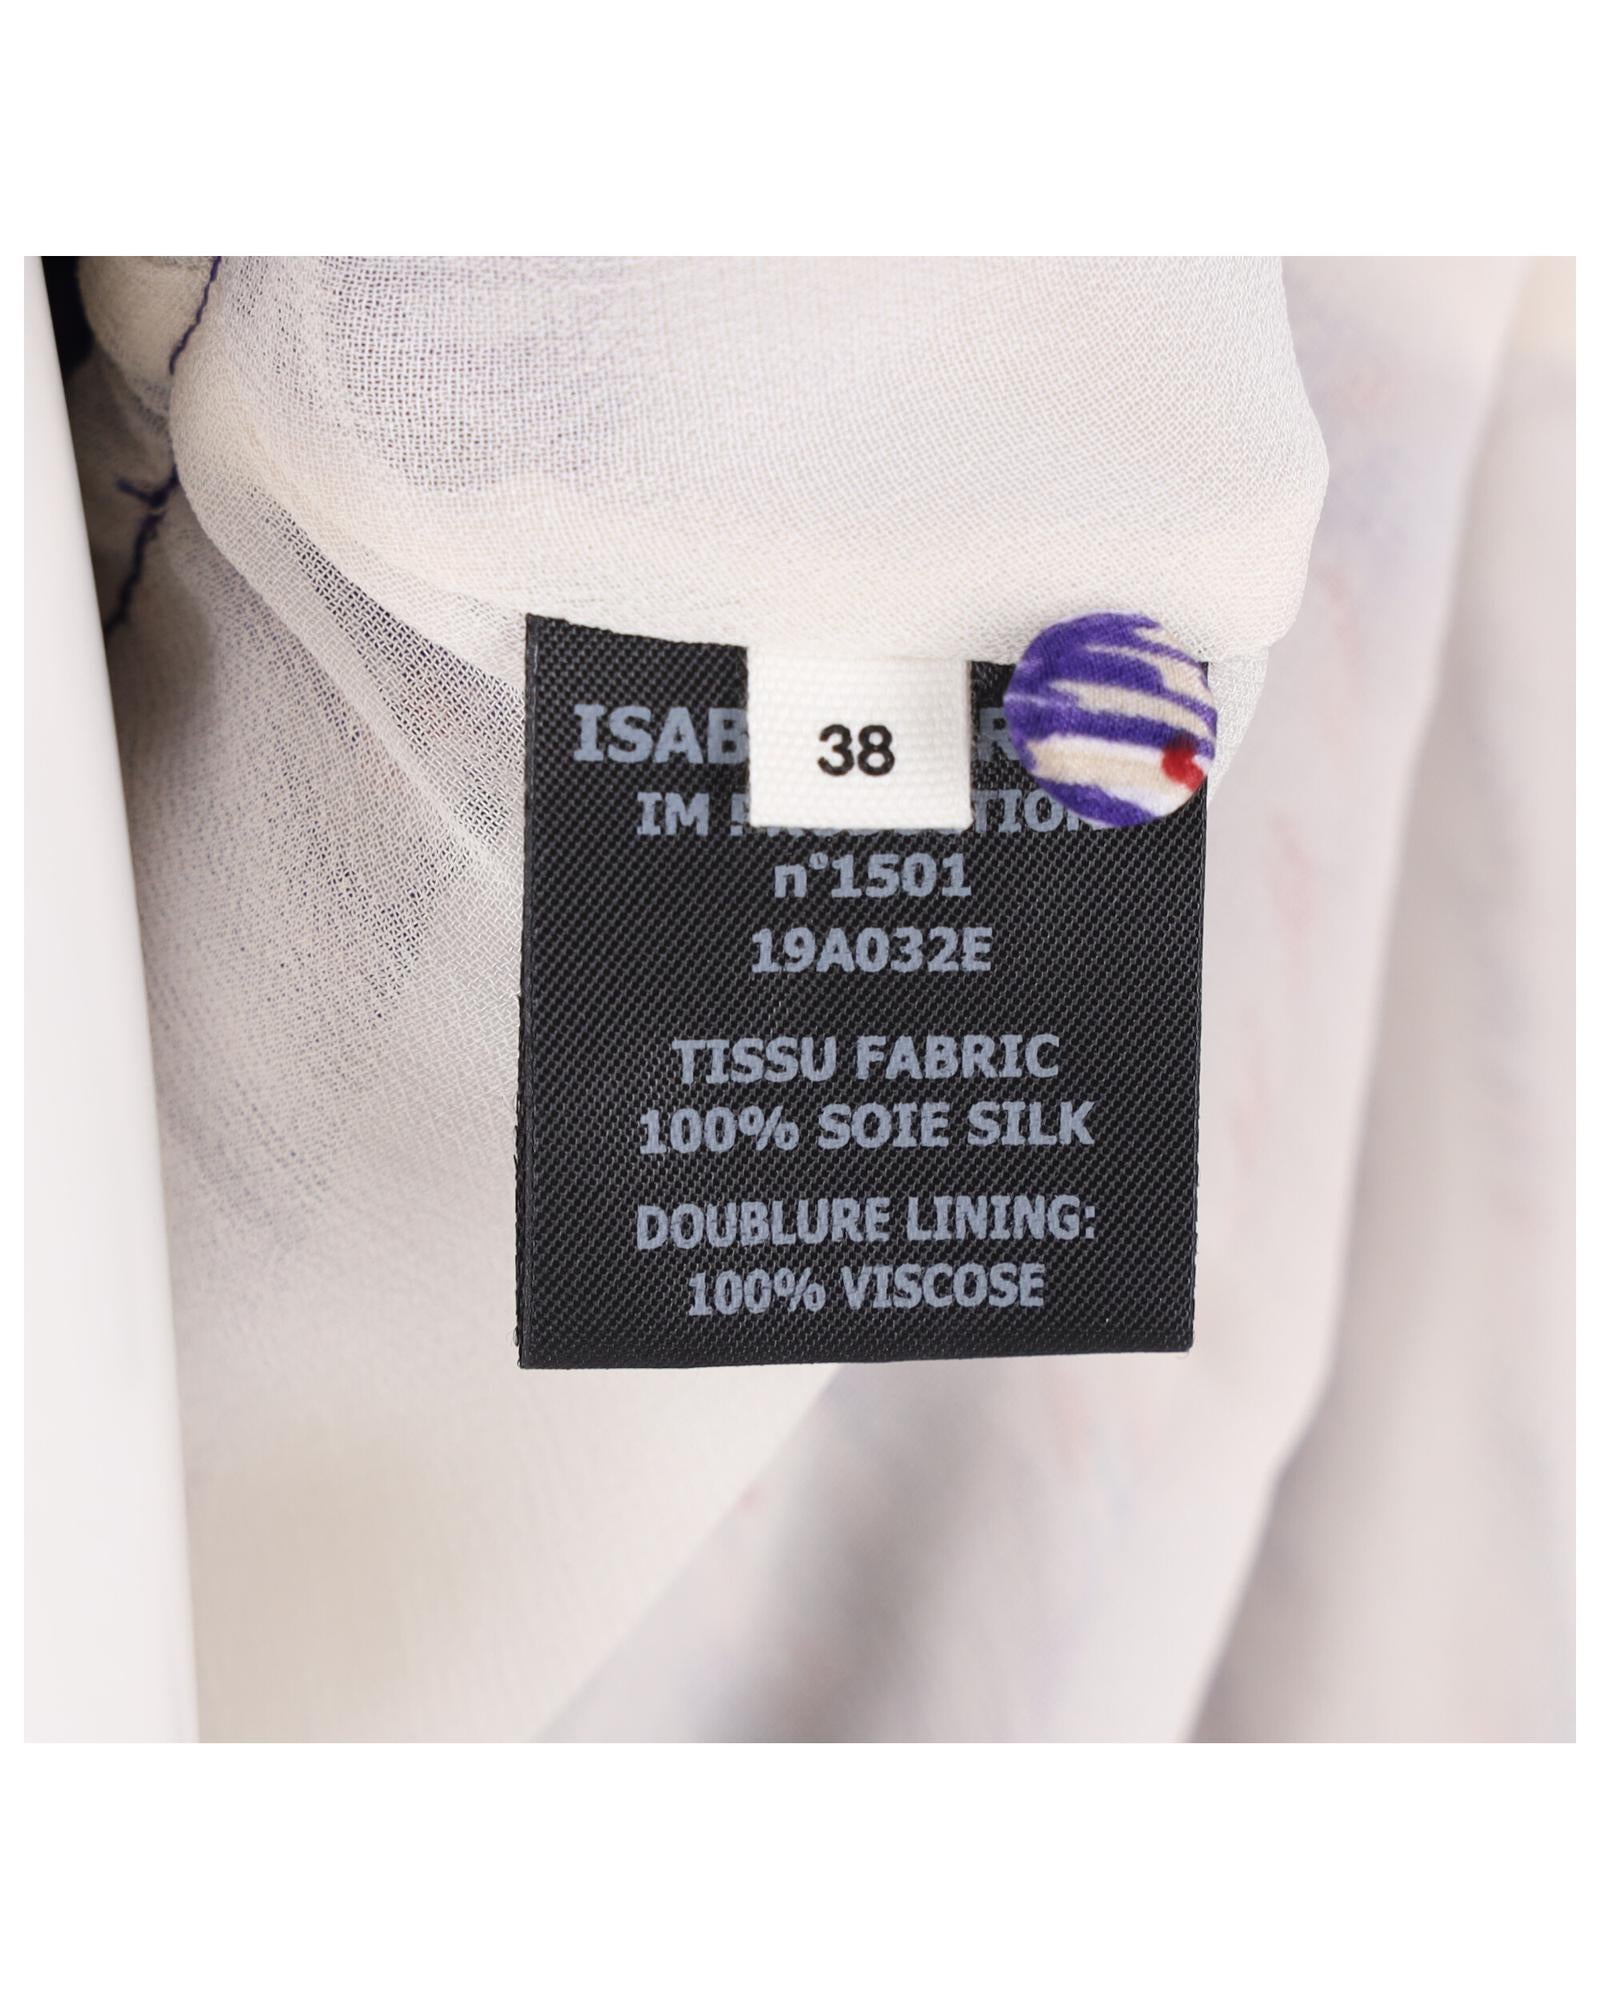 38
ISAB
IM
n°1501
19A032E
TISSU FABRIC
100% SOIE SILK
DOUBLURE LINING:
100% VISCOSE